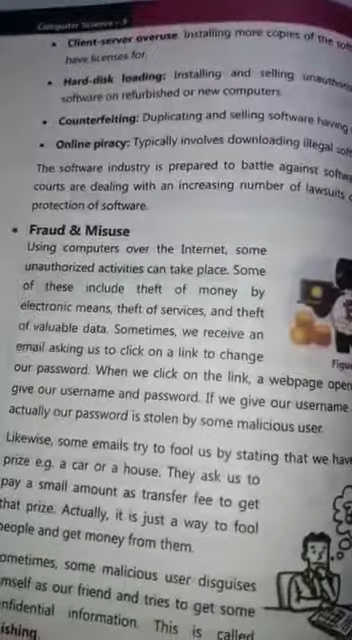 Computer Science - 9
• Client-server overuse: Installing more copies of the
have licenses for.
• Hard-disk loading: Installing and selling
software on refurbished or new computers.
• Counterfeiting: Duplicating and selling software having
• Online piracy: Typically involves downloading illegal
The software industry is prepared to battle against
courts are dealing with an increasing number of lawsuits
protection of software.
• Fraud & Misuse
Using computers over the Internet, some
unauthorized activities can take place. Some
of these include theft of money by
electronic means, theft of services, and theft
of valuable data. Sometimes, we receive an
email asking us to click on a link to change
our password. When we click on the link, a webpage
give our username and password. If we give our username
actually our password is stolen by some malicious user.
Likewise, some emails try to fool us by stating that we
prize e.g. a car or a house. They ask us to
pay a small amount as transfer fee to get
that prize. Actually, it is just a way to fool
people and get money from them.
ometimes, some malicious user disguises
mself as our friend and tries to get some
nfidential information. This is called
ishing.